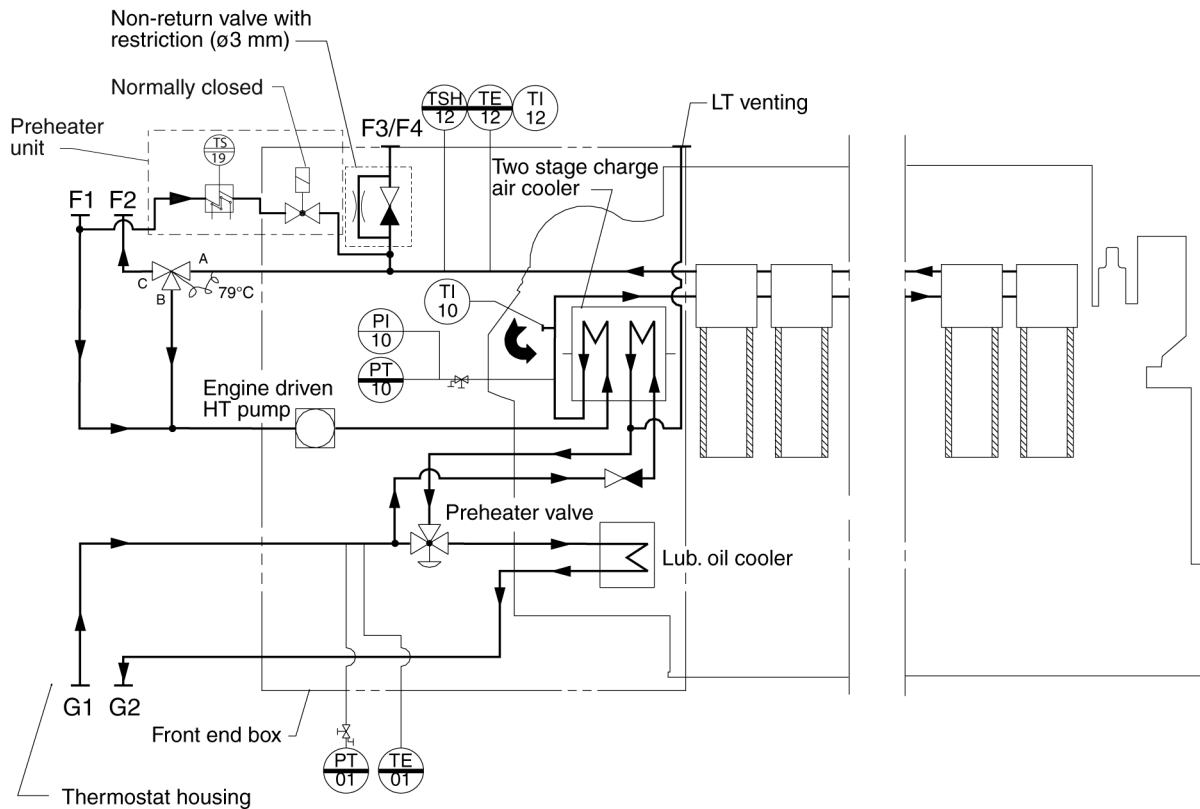 Non-return valve with
restriction (ø3 mm)
Normally closed
Preheater
unit
TS
19
F3/F4
TSH
12
TE
12
TI
12
LT venting
Two stage charge
air cooler
F1
F2
A
C
B
79°C
TI
10
PI
10
PT
10
Engine driven
HT pump
Preheater valve
Lub. oil cooler
G1
G2
Front end box
PT
01
TE
01
Thermostat housing